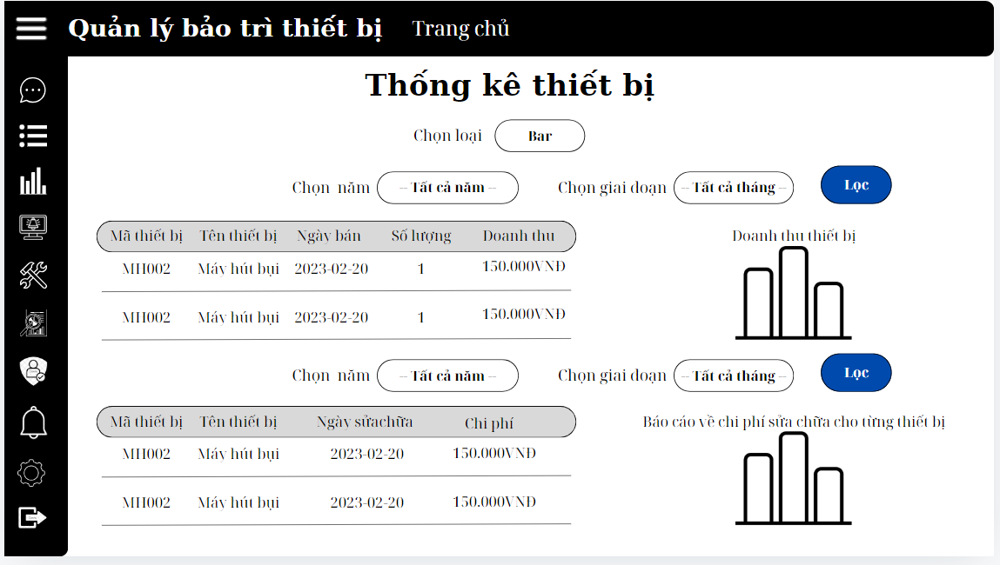 Quản lý bảo trì thiết bị Trang chủ
Thống kê thiết bị
Chọn loại Bar
Chọn năm -- Tất cả năm -- Chọn giai đoạn -- Tất cả tháng -- Lọc
Mã thiết bị Tên thiết bị Ngày bán Số lượng Doanh thu
Doanh thu thiết bị
MH002 Máy hút bụi 2023-02-20 1 150.000VNĐ
MH002 Máy hút bụi 2023-02-20 1 150.000VNĐ
Chọn năm -- Tất cả năm -- Chọn giai đoạn -- Tất cả tháng -- Lọc
Mã thiết bị Tên thiết bị Ngày sửachữa Chi phí
Báo cáo về chi phí sửa chữa cho từng thiết bị
MH002 Máy hút bụi 2023-02-20 150.000VNĐ
MH002 Máy hút bụi 2023-02-20 150.000VNĐ